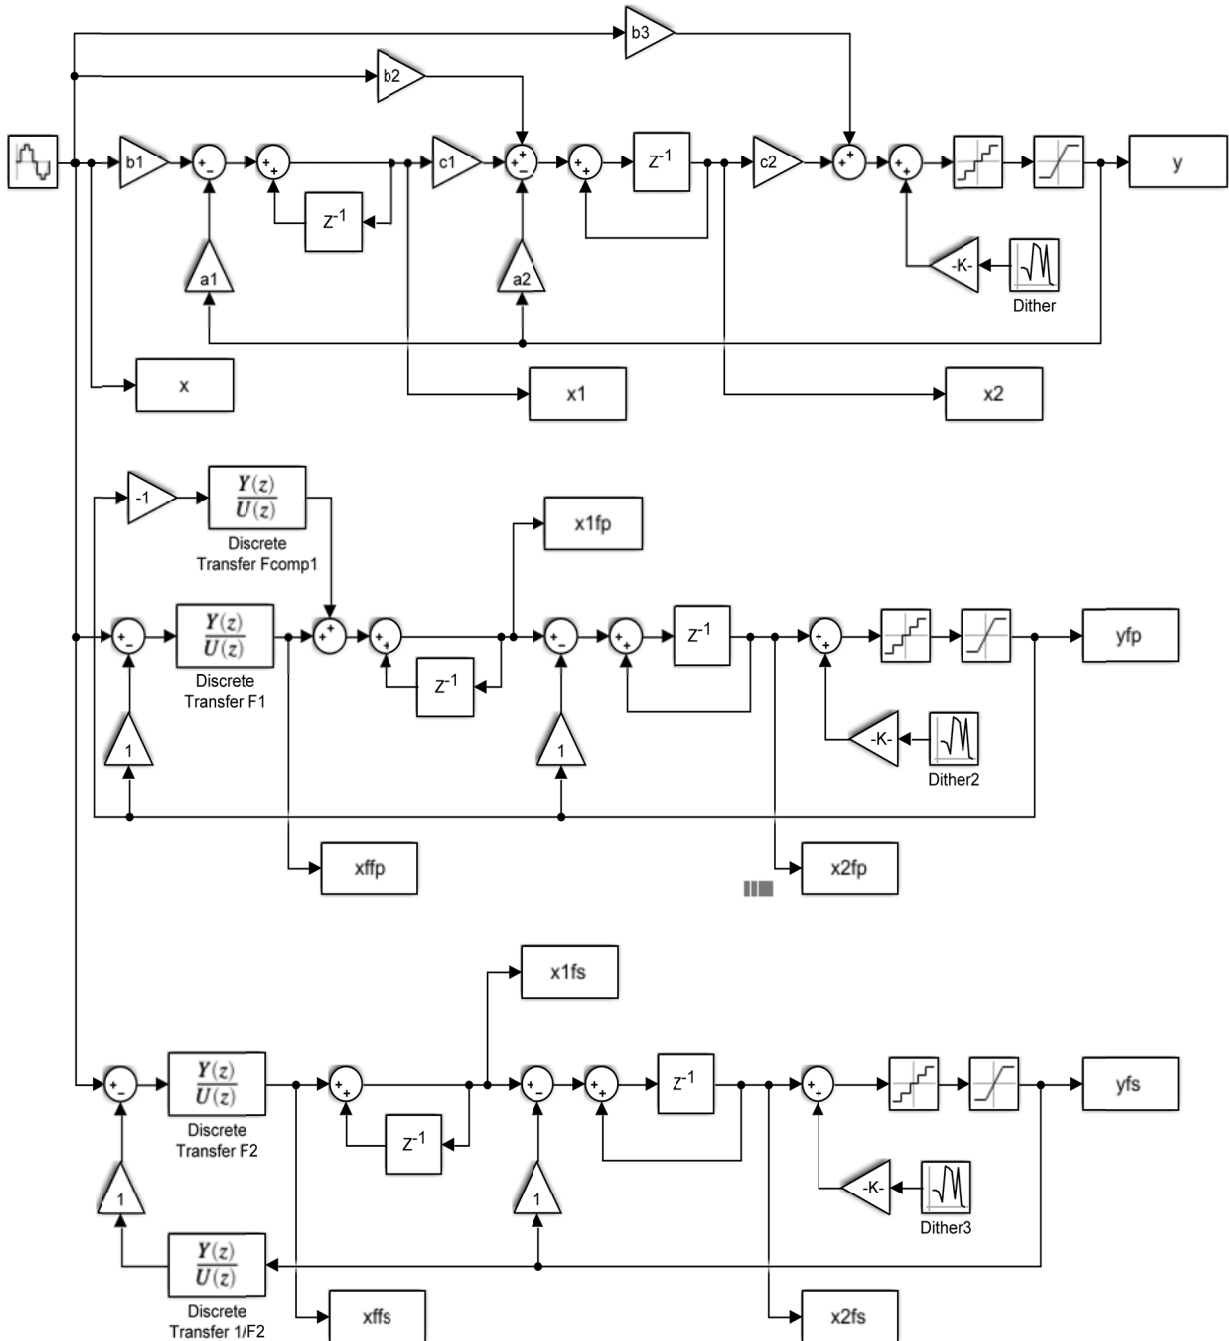 b3
b2
b1
+
−
+
+
c1
+
+
−
+
+
Z-1
c2
+
+
+
+
y
Z-1
a1
a2
-K-
Dither
x
x1
x2
-1
Y(z)
U(z)
Discrete
Transfer Fcomp1
x1fp
+
−
Y(z)
U(z)
Discrete
Transfer F1
+
+
+
+
Z-1
+
−
+
+
Z-1
+
+
yfp
1
1
-K-
Dither2
xffp
x2fp
x1fs
+
−
Y(z)
U(z)
Discrete
Transfer F2
+
+
Z-1
+
−
+
+
Z-1
+
+
yfs
1
1
-K-
Dither3
Y(z)
U(z)
Discrete
Transfer 1/F2
xffs
x2fs